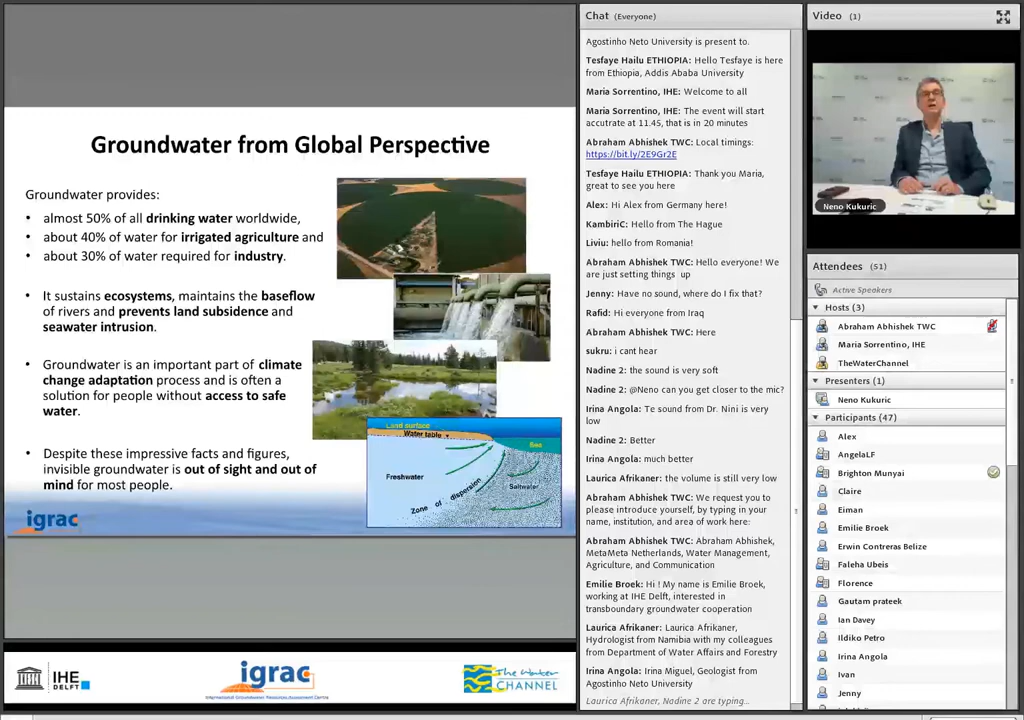 Groundwater from Global Perspective
Groundwater provides:
• almost 50% of all drinking water worldwide,
• about 40% of water for irrigated agriculture and
• about 30% of water required for industry.
• It sustains ecosystems, maintains the baseflow
of rivers and prevents land subsidence and
seawater intrusion.
• Groundwater is an important part of climate
change adaptation process and is often a
solution for people without access to safe
water.
• Despite these impressive facts and figures,
invisible groundwater is out of sight and out of
mind for most people.
Land surface
Water table
Sea
Freshwater
Saltwater
Zone of dispersion
igrac
IHE
DELFT
igrac
International Groundwater Resources Assessment Centre
The Water
CHANNEL
Chat (Everyone)
Agostinho Neto University is present to.
Tesfaye Hailu ETHIOPIA: Hello Tesfaye is here
from Ethiopia, Addis Ababa University
Maria Sorrentino, IHE: Welcome to all
Maria Sorrentino, IHE: The event will start
accutrate at 11.45, that is in 20 minutes
Abraham Abhishek TWC: Local timings:
https://bit.ly/2E9Gr2E
Tesfaye Hailu ETHIOPIA: Thank you Maria,
great to see you here
Alex: Hi Alex from Germany here!
KambiriC: Hello from The Hague
Liviu: hello from Romania!
Abraham Abhishek TWC: Hello everyone! We
are just setting things up
Jenny: Have no sound, where do I fix that?
Rafid: Hi everyone from Iraq
Abraham Abhishek TWC: Here
sukru: i cant hear
Nadine 2: the sound is very soft
Nadine 2: @Neno can you get closer to the mic?
Irina Angola: Te sound from Dr. Nini is very
low
Nadine 2: Better
Irina Angola: much better
Laurica Afrikaner: the volume is still very low
Abraham Abhishek TWC: We request you to
please introduce yourself, by typing in your
name, institution, and area of work here:
Abraham Abhishek TWC: Abraham Abhishek,
MetaMeta Netherlands, Water Management,
Agriculture, and Communication
Emilie Broek: Hi ! My name is Emilie Broek,
working at IHE Delft, interested in
transboundary groundwater cooperation
Laurica Afrikaner: Laurica Afrikaner,
Hydrologist from Namibia with my colleagues
from Department of Water Affairs and Forestry
Irina Angola: Irina Miguel, Geologist from
Agostinho Neto University
Laurica Afrikaner, Nadine 2 are typing...
Video (1)
Neno Kukuric
Attendees (51)
Active Speakers
Hosts (3)
Abraham Abhishek TWC
Maria Sorrentino, IHE
TheWaterChannel
Presenters (1)
Neno Kukuric
Participants (47)
Alex
AngelaLF
Brighton Munyai
Claire
Eiman
Emilie Broek
Erwin Contreras Belize
Faleha Ubeis
Florence
Gautam prateek
Ian Davey
Ildiko Petro
Irina Angola
Ivan
Jenny